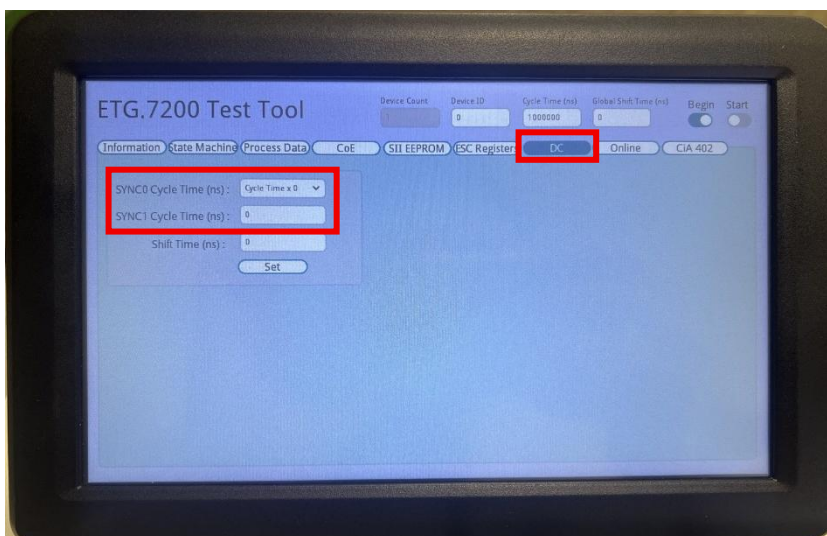 ETG.7200 Test Tool
Device Count Device ID Cycle Time (ns) Global Shift Time (ns) Begin Start
1 0 1000000 0
Information State Machine Process Data CoE SII EEPROM ESC Registers DC Online CiA 402
SYNC0 Cycle Time (ns) : Cycle Time x 0
SYNC1 Cycle Time (ns) : 0
Shift Time (ns) : 0
Set